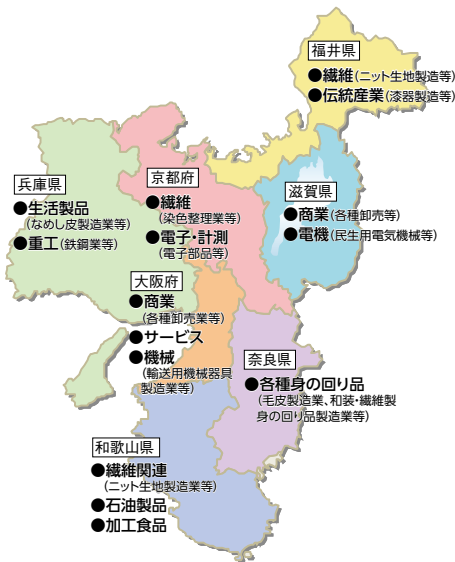 福井県
●繊維(ニット生地製造等)
●伝統産業(漆器製造等)
兵庫県
●生活製品
(なめし皮製造業等)
●重工(鉄鋼業等)
京都府
●繊維
(染色整理業等)
●電子・計測
(電子部品等)
滋賀県
●商業(各種卸売等)
●電機(民生用電気機械等)
大阪府
●商業
(各種卸売業等)
●サービス
●機械
(輸送用機械器具
製造業等)
奈良県
●各種身の回り品
(毛皮製造業、和装・繊維製
身の回り品製造業等)
和歌山県
●繊維関連
(ニット生地製造業等)
●石油製品
●加工食品